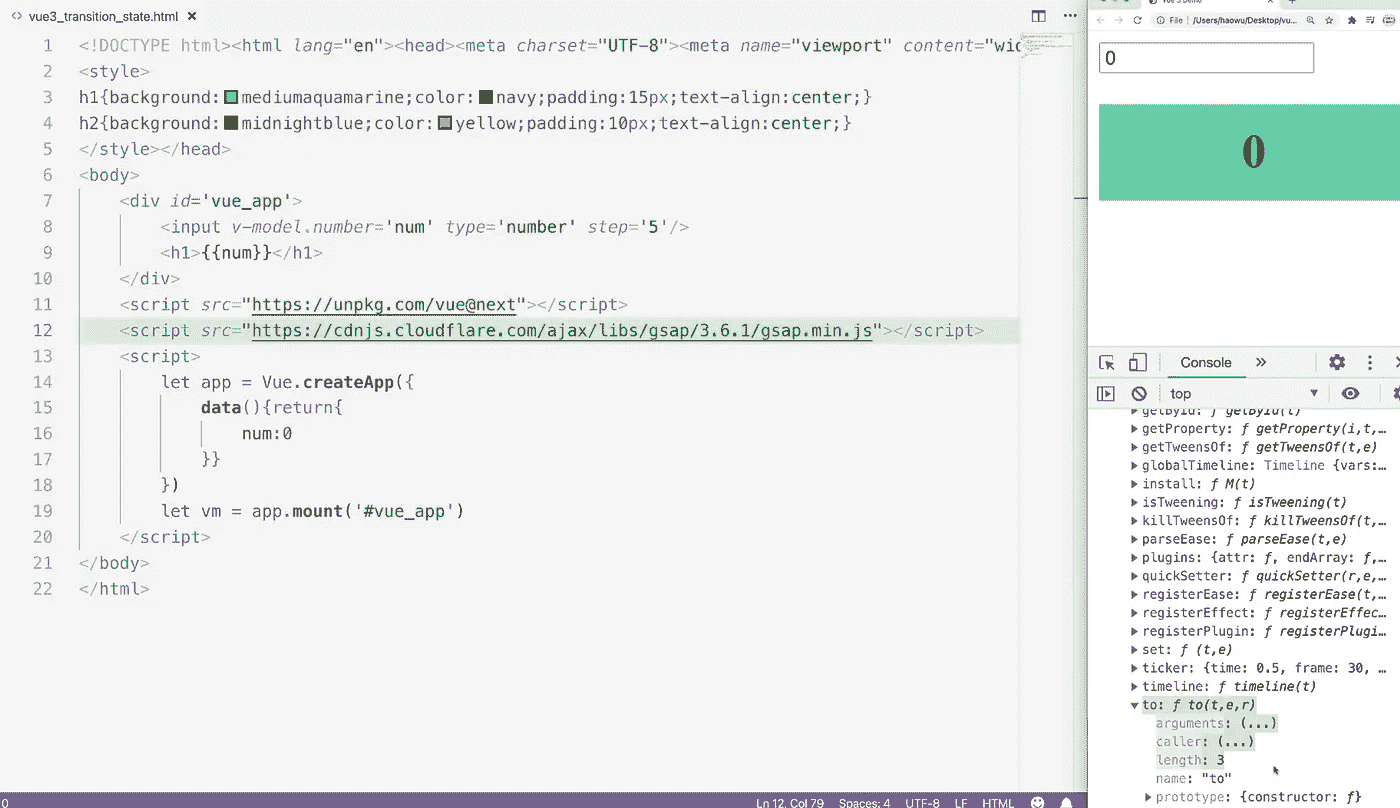 vue3_transition_state.html
1 <!DOCTYPE html><html lang="en"><head><meta charset="UTF-8"><meta name="viewport" content="wid
2 <style>
3 h1{background:mediumaquamarine;color:navy;padding:15px;text-align:center;}
4 h2{background:midnightblue;color:yellow;padding:10px;text-align:center;}
5 </style></head>
6 <body>
7 <div id='vue_app'>
8 <input v-model.number='num' type='number' step='5'/>
9 <h1>{{num}}</h1>
10 </div>
11 <script src="https://unpkg.com/vue@next"></script>
12 <script src="https://cdnjs.cloudflare.com/ajax/libs/gsap/3.6.1/gsap.min.js"></script>
13 <script>
14 let app = Vue.createApp({
15 data(){return{
16 num:0
17 }}
18 })
19 let vm = app.mount('#vue_app')
20 </script>
21 </body>
22 </html>
0
Ln 12, Col 79 Spaces: 4 UTF-8 LF HTML
File /Users/haowu/Desktop/vu...
0
0
Console
top
getById: ƒ getById(t)
getProperty: ƒ getProperty(i,t,…
getTweensOf: ƒ getTweensOf(t,e)
globalTimeline: Timeline {vars:…
install: ƒ M(t)
isTweening: ƒ isTweening(t)
killTweensOf: ƒ killTweensOf(t,…
parseEase: ƒ parseEase(t,e)
plugins: {attr: ƒ, endArray: ƒ,…
quickSetter: ƒ quickSetter(r,e,…
registerEase: ƒ registerEase(t,…
registerEffect: ƒ registerEffec…
registerPlugin: ƒ registerPlugi…
set: ƒ (t,e)
ticker: {time: 0.5, frame: 30, …
timeline: ƒ timeline(t)
to: ƒ to(t,e,r)
arguments: (...)
caller: (...)
length: 3
name: "to"
prototype: {constructor: ƒ}